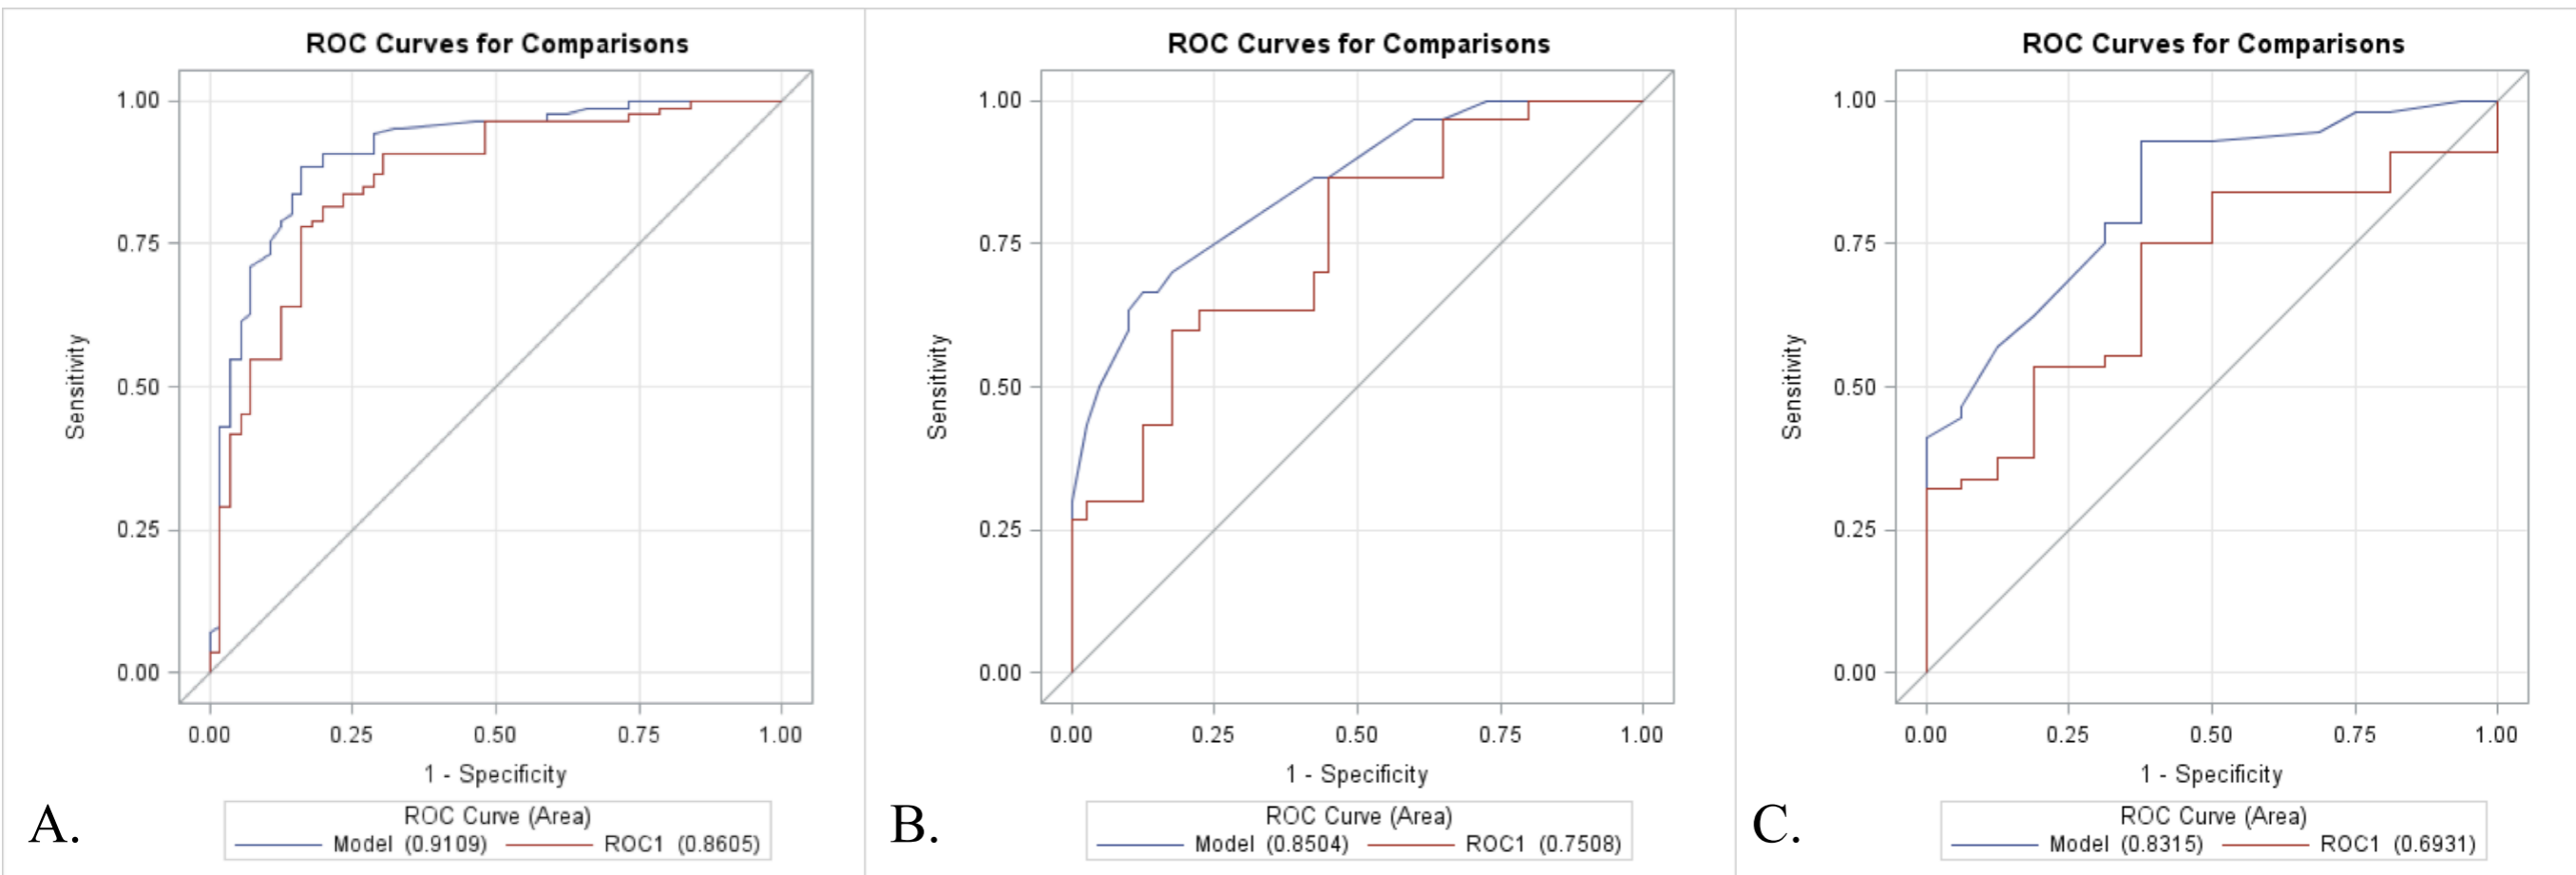 ROC Curves for Comparisons
1.00
0.75
0.50
0.25
0.00
Sensitivity
0.00 0.25 0.50 0.75 1.00
1 - Specificity
ROC Curve (Area)
Model (0.9109) ROC1 (0.8605)
A.
ROC Curves for Comparisons
1.00
0.75
0.50
0.25
0.00
Sensitivity
0.00 0.25 0.50 0.75 1.00
1 - Specificity
ROC Curve (Area)
Model (0.8504) ROC1 (0.7508)
B.
ROC Curves for Comparisons
1.00
0.75
0.50
0.25
0.00
Sensitivity
0.00 0.25 0.50 0.75 1.00
1 - Specificity
ROC Curve (Area)
Model (0.8315) ROC1 (0.6931)
C.